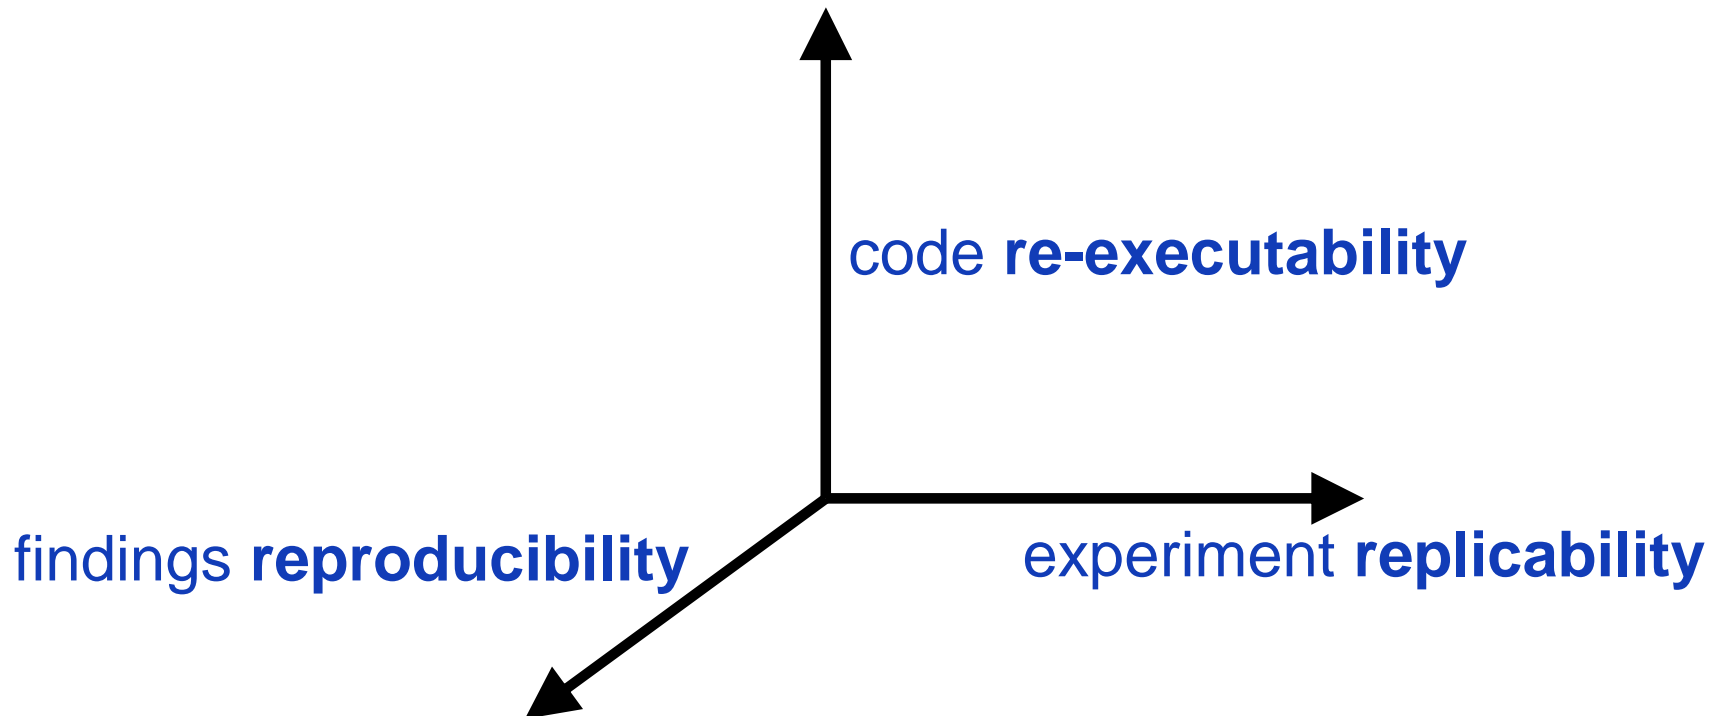 code re-executability
findings reproducibility
experiment replicability